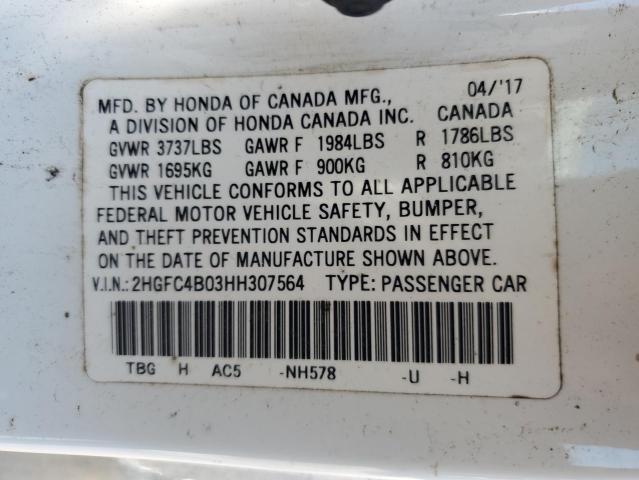 MFD. BY HONDA OF CANADA MFG., 04/'17
A DIVISION OF HONDA CANADA INC. CANADA
GVWR 3737LBS GAWR F 1984LBS R 1786LBS
GVWR 1695KG GAWR F 900KG R 810KG
THIS VEHICLE CONFORMS TO ALL APPLICABLE
FEDERAL MOTOR VEHICLE SAFETY, BUMPER,
AND THEFT PREVENTION STANDARDS IN EFFECT
ON THE DATE OF MANUFACTURE SHOWN ABOVE.
V.I.N.: 2HGFC4B03HH307564 TYPE: PASSENGER CAR
TBG H AC5 -NH578 -U -H